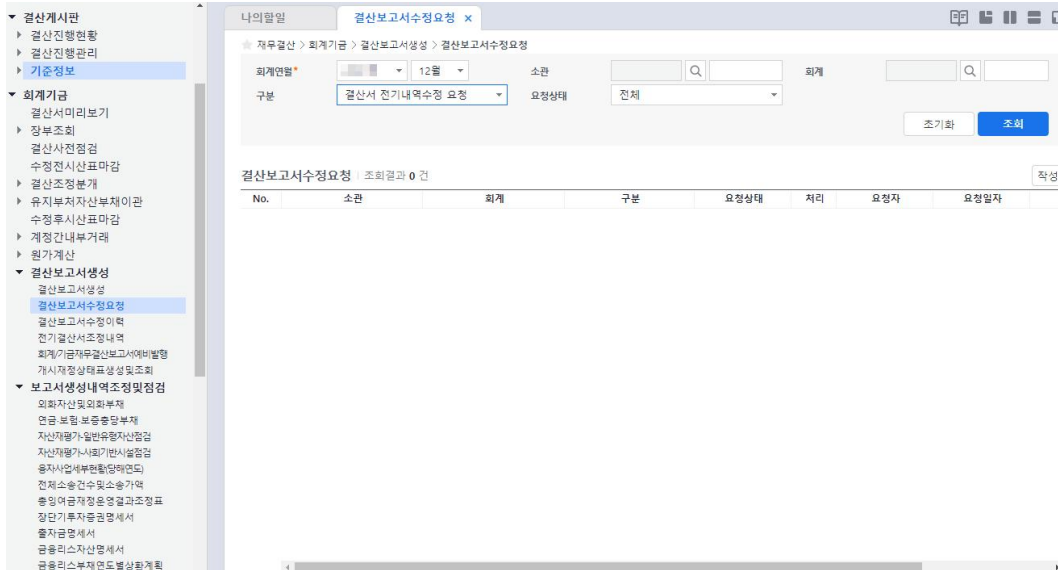 결산게시판
결산진행현황
결산진행관리
기준정보
회계기금
결산서미리보기
장부조회
결산사전점검
수정전시산표마감
결산조정분개
유지부처자산부채이관
수정후시산표마감
계정간내부거래
원가계산
결산보고서생성
결산보고서생성
결산보고서수정요청
결산보고서수정이력
전기결산서조정내역
회계/기금재무결산보고서예비발행
개시재정상태표생성및조회
보고서생성내역조정및점검
외화자산및외화부채
연금·보험·보증충당부채
자산재평가-일반유형자산점검
자산재평가-사회기반시설점검
융자사업세부현황(당해연도)
전체소송건수및소송가액
충잉여금재정운영결과조정표
장단기투자증권명세서
출자금명세서
금융리스자산명세서
금융리스부채연도별상환계획
나의할일 결산보고서수정요청 ×
재무결산 > 회계기금 > 결산보고서생성 > 결산보고서수정요청
회계연월* 12월 소관 회계
구분 결산서 전기내역수정 요청 요청상태 전체
초기화 조회
결산보고서수정요청 조회결과 0 건 작성
No. 소관 회계 구분 요청상태 처리 요청자 요청일자